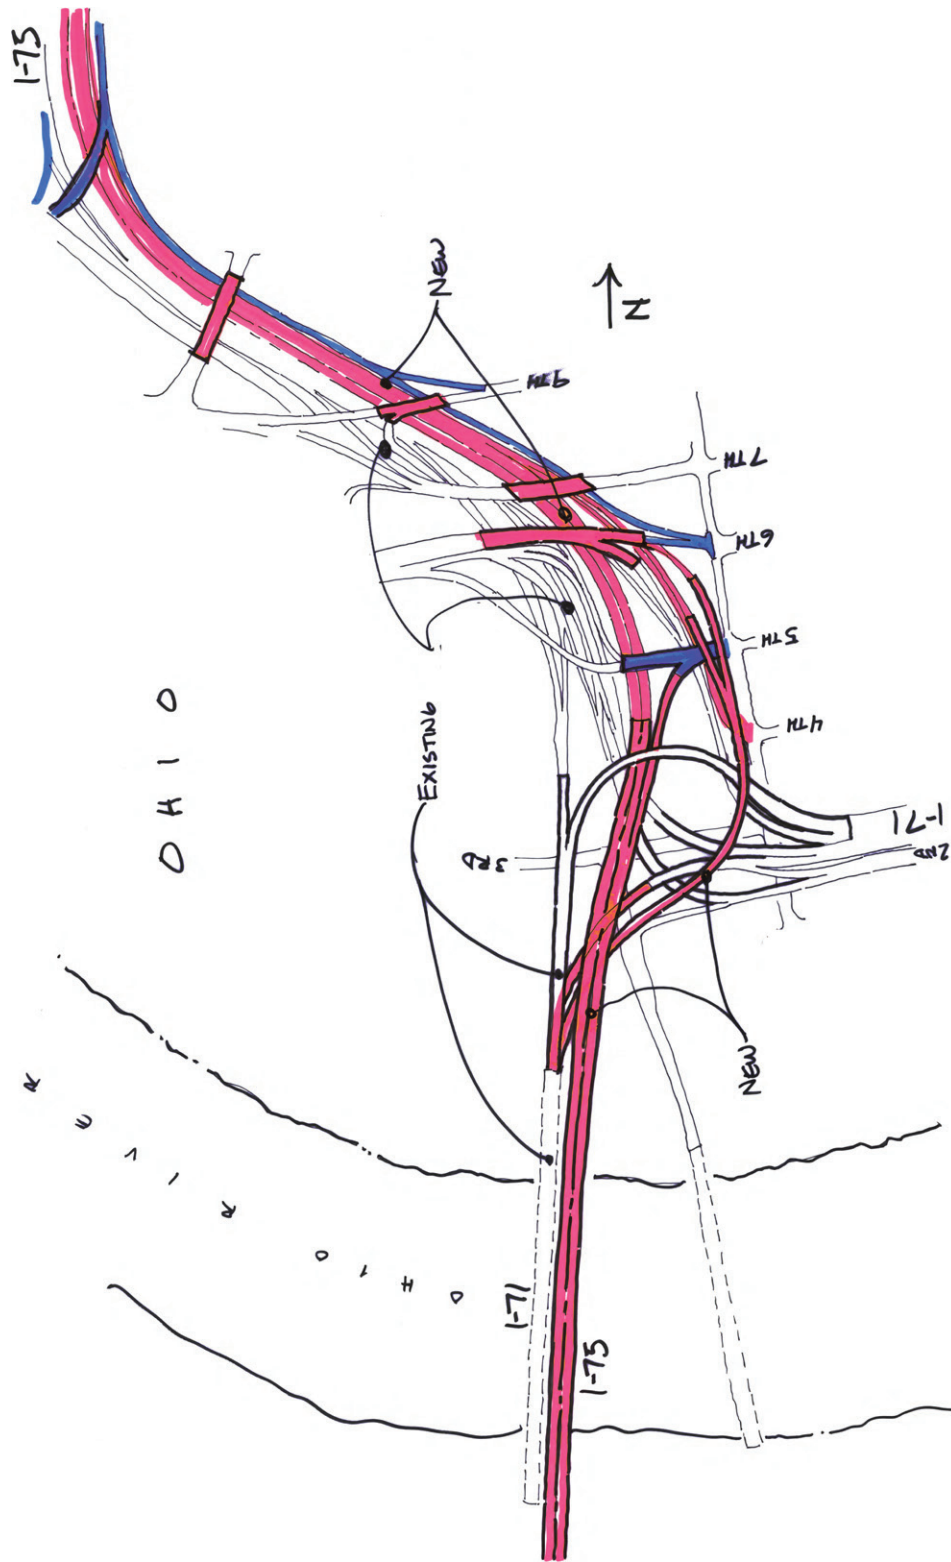 I-75
NEW
N
9TH
7TH
6TH
5TH
4TH
OHIO
EXISTING
I-71
2ND
3RD
NEW
OHIO RIVER
I-71
I-75